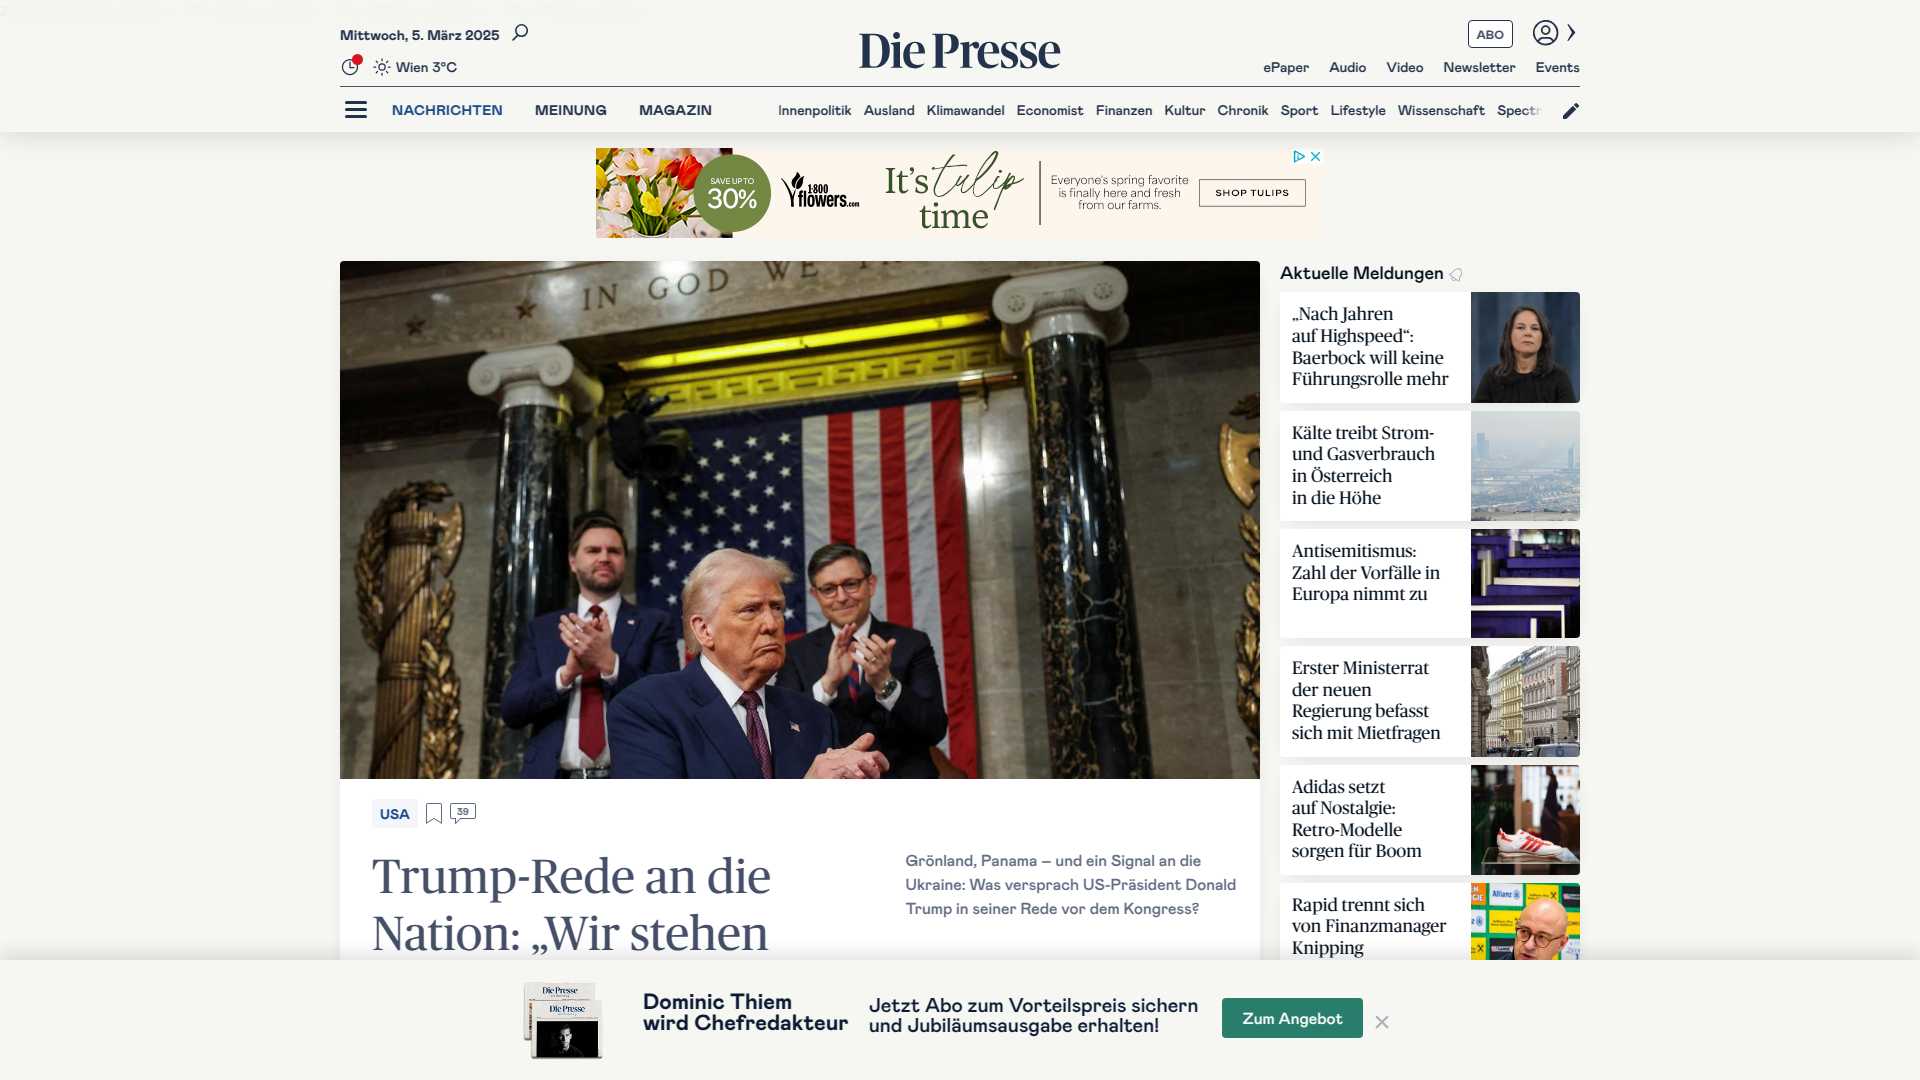 Mittwoch, 5. März 2025
Wien 3°C
Die Presse
ABO
ePaper Audio Video Newsletter Events
NACHRICHTEN MEINUNG MAGAZIN
Innenpolitik Ausland Klimawandel Economist Finanzen Kultur Chronik Sport Lifestyle Wissenschaft
SAVE UP TO
30%
1-800
flowers.com
It's tulip
time
Everyone's spring favorite
is finally here and fresh
from our farms.
SHOP TULIPS
IN GOD WE
Aktuelle Meldungen
„Nach Jahren
auf Highspeed“:
Baerbock will keine
Führungsrolle mehr
Kälte treibt Strom-
und Gasverbrauch
in Österreich
in die Höhe
Antisemitismus:
Zahl der Vorfälle in
Europa nimmt zu
Erster Ministerrat
der neuen
Regierung befasst
sich mit Mietfragen
Adidas setzt
auf Nostalgie:
Retro-Modelle
sorgen für Boom
Rapid trennt sich
von Finanzmanager
Knipping
Allianz
USA
39
Trump-Rede an die
Nation: „Wir stehen
Grönland, Panama – und ein Signal an die
Ukraine: Was versprach US-Präsident Donald
Trump in seiner Rede vor dem Kongress?
Die Presse
Die Presse
Dominic Thiem
wird Chefredakteur
Jetzt Abo zum Vorteilspreis sichern
und Jubiläumsausgabe erhalten!
Zum Angebot